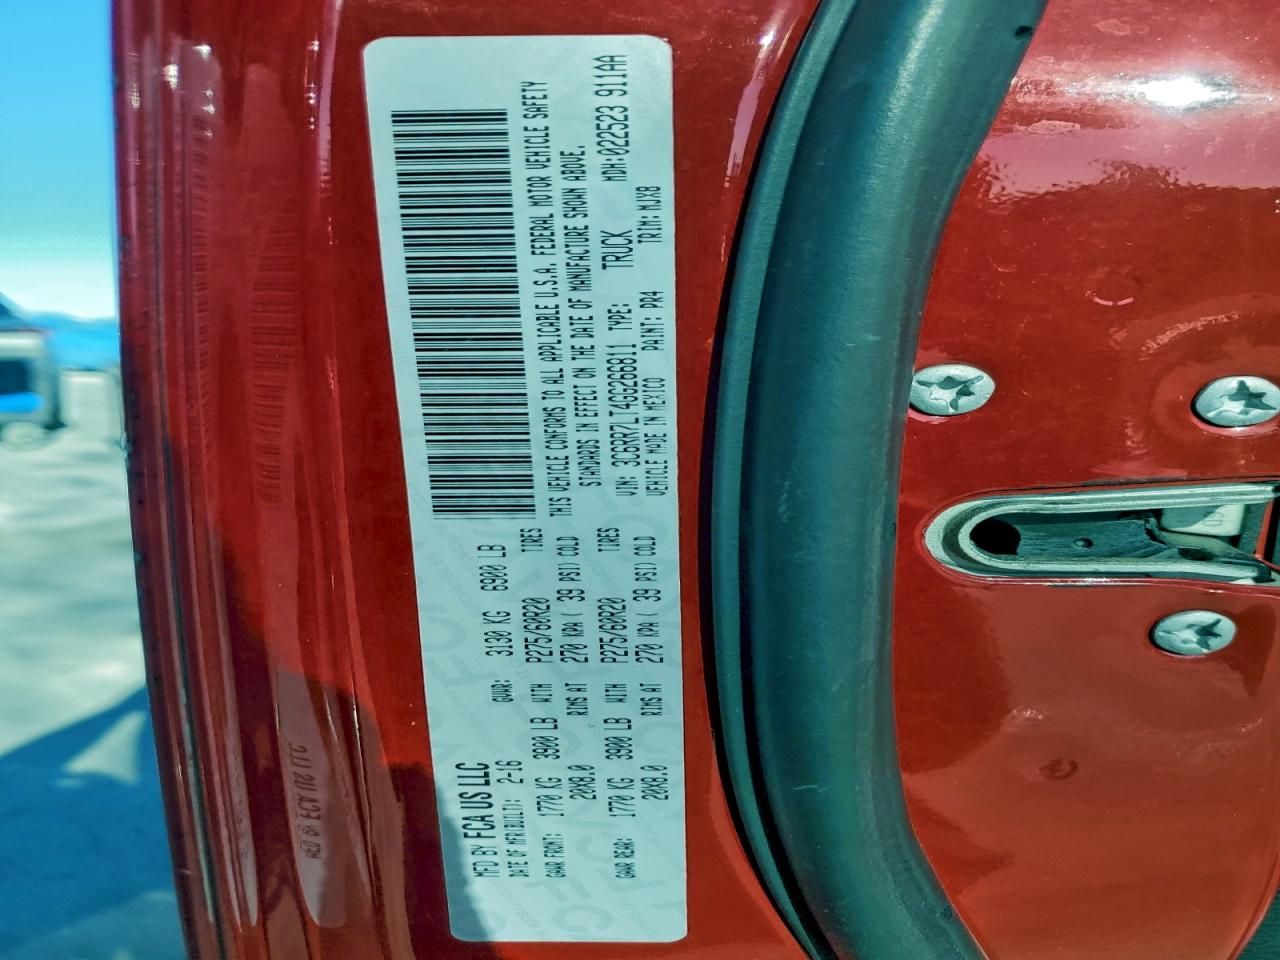 MFD BY FCA US LLC
DATE OF MFR(BUILT): 2-16 GVWR: 3130 KG 6900 LB
GAWR FRONT: 1770 KG 3900 LB WITH P275/60R20 TIRES
20X8.0 RIMS AT 270 KPA ( 39 PSI) COLD
GAWR REAR: 1770 KG 3900 LB WITH P275/60R20 TIRES
20X8.0 RIMS AT 270 KPA ( 39 PSI) COLD
THIS VEHICLE CONFORMS TO ALL APPLICABLE U.S.A. FEDERAL MOTOR VEHICLE SAFETY
STANDARDS IN EFFECT ON THE DATE OF MANUFACTURE SHOWN ABOVE.
VIN: 3C6RR7LT4GG266811 TYPE: TRUCK MDH:022523 911AA
VEHICLE MADE IN MEXICO PAINT: PR4 TRIM: MJX8